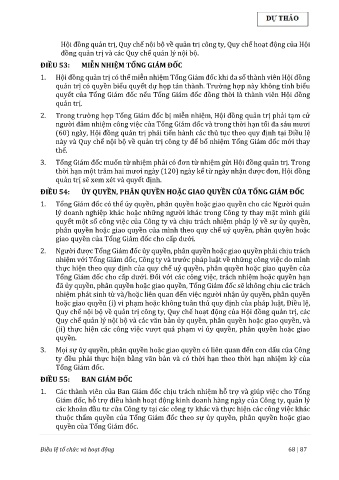 DỰ THẢO
Hội đồng quản trị, Quy chế nội bộ về quản trị công ty, Quy chế hoạt động của Hội
đồng quản trị và các Quy chế quản lý nội bộ.
ĐIỀU 53: MIỄN NHIỆM TỔNG GIÁM ĐỐC
1. Hội đồng quản trị có thể miễn nhiệm Tổng Giám đốc khi đa số thành viên Hội đồng
quản trị có quyền biểu quyết dự họp tán thành. Trường hợp này không tính biểu
quyết của Tổng Giám đốc nếu Tổng Giám đốc đồng thời là thành viên Hội đồng
quản trị.
2. Trong trường hợp Tổng Giám đốc bị miễn nhiệm, Hội đồng quản trị phải tạm cử
người đảm nhiệm công việc của Tổng Giám đốc và trong thời hạn tối đa sáu mươi
(60) ngày, Hội đồng quản trị phải tiến hành các thủ tục theo quy định tại Điều lệ
này và Quy chế nội bộ về quản trị công ty để bổ nhiệm Tổng Giám đốc mới thay
thế.
3. Tổng Giám đốc muốn từ nhiệm phải có đơn từ nhiệm gửi Hội đồng quản trị. Trong
thời hạn một trăm hai mươi ngày (120) ngày kể từ ngày nhận được đơn, Hội đồng
quản trị sẽ xem xét và quyết định.
ĐIỀU 54: ỦY QUYỀN, PHÂN QUYỀN HOẶC GIAO QUYỀN CỦA TỔNG GIÁM ĐỐC
1. Tổng Giám đốc có thể ủy quyền, phân quyền hoặc giao quyền cho các Người quản
lý doanh nghiệp khác hoặc những người khác trong Công ty thay mặt mình giải
quyết một số công việc của Công ty và chịu trách nhiệm pháp lý về sự ủy quyền,
phân quyền hoặc giao quyền của mình theo quy chế uỷ quyền, phân quyền hoặc
giao quyền của Tổng Giám đốc cho cấp dưới.
2. Người được Tổng Giám đốc ủy quyền, phân quyền hoặc giao quyền phải chịu trách
nhiệm với Tổng Giám đốc, Công ty và trước pháp luật về những công việc do mình
thực hiện theo quy định của quy chế uỷ quyền, phân quyền hoặc giao quyền của
Tổng Giám đốc cho cấp dưới. Đối với các công việc, trách nhiệm hoặc quyền hạn
đã ủy quyền, phân quyền hoặc giao quyền, Tổng Giám đốc sẽ không chịu các trách
nhiệm phát sinh từ và/hoặc liên quan đến việc người nhận ủy quyền, phân quyền
hoặc giao quyền (i) vi phạm hoặc không tuân thủ quy định của pháp luật, Điều lệ,
Quy chế nội bộ về quản trị công ty, Quy chế hoạt động của Hội đồng quản trị, các
Quy chế quản lý nội bộ và các văn bản ủy quyền, phân quyền hoặc giao quyền, và
(ii) thực hiện các công việc vượt quá phạm vi ủy quyền, phân quyền hoặc giao
quyền.
3. Mọi sự ủy quyền, phân quyền hoặc giao quyền có liên quan đến con dấu của Công
ty đều phải thực hiện bằng văn bản và có thời hạn theo thời hạn nhiệm kỳ của
Tổng Giám đốc.
ĐIỀU 55: BAN GIÁM ĐỐC
1. Các thành viên của Ban Giám đốc chịu trách nhiệm hỗ trợ và giúp việc cho Tổng
Giám đốc, hỗ trợ điều hành hoạt động kinh doanh hàng ngày của Công ty, quản lý
các khoản đầu tư của Công ty tại các công ty khác và thực hiện các công việc khác
thuộc thẩm quyền của Tổng Giám đốc theo sự ủy quyền, phân quyền hoặc giao
quyền của Tổng Giám đốc.
Điều lệ tổ chức và hoạt động 68 | 87